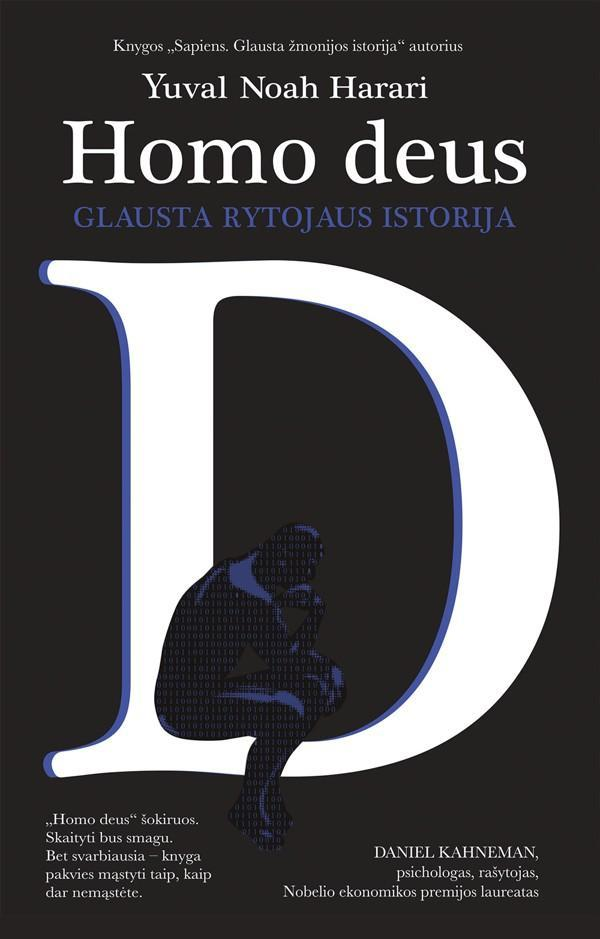 Knygos „Sapiens. Glausta žmonijos istorija“ autorius
Yuval Noah Harari
Homo deus
GLAUSTA RYTOJAUS ISTORIJA
D
„Homo deus“ šokiruos.
Skaityti bus smagu.
Bet svarbiausia – knyga
pakvies mąstyti taip, kaip
dar nemąstėte.
DANIEL KAHNEMAN,
psichologas, rašytojas,
Nobelio ekonomikos premijos laureatas